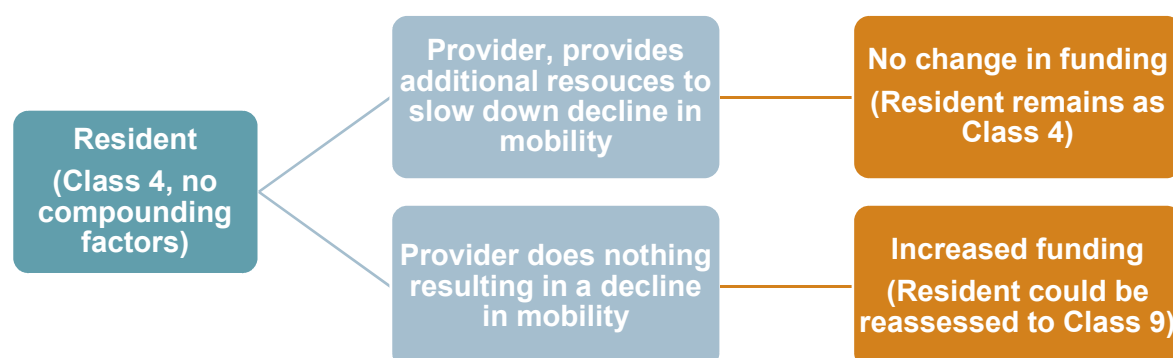 Resident
(Class 4, no
compounding
factors)
Provider, provides
additional resouces to
slow down decline in
mobility
No change in funding
(Resident remains as
Class 4)
Provider does nothing
resulting in a decline
in mobility
Increased funding
(Resident could be
reassessed to Class 9)